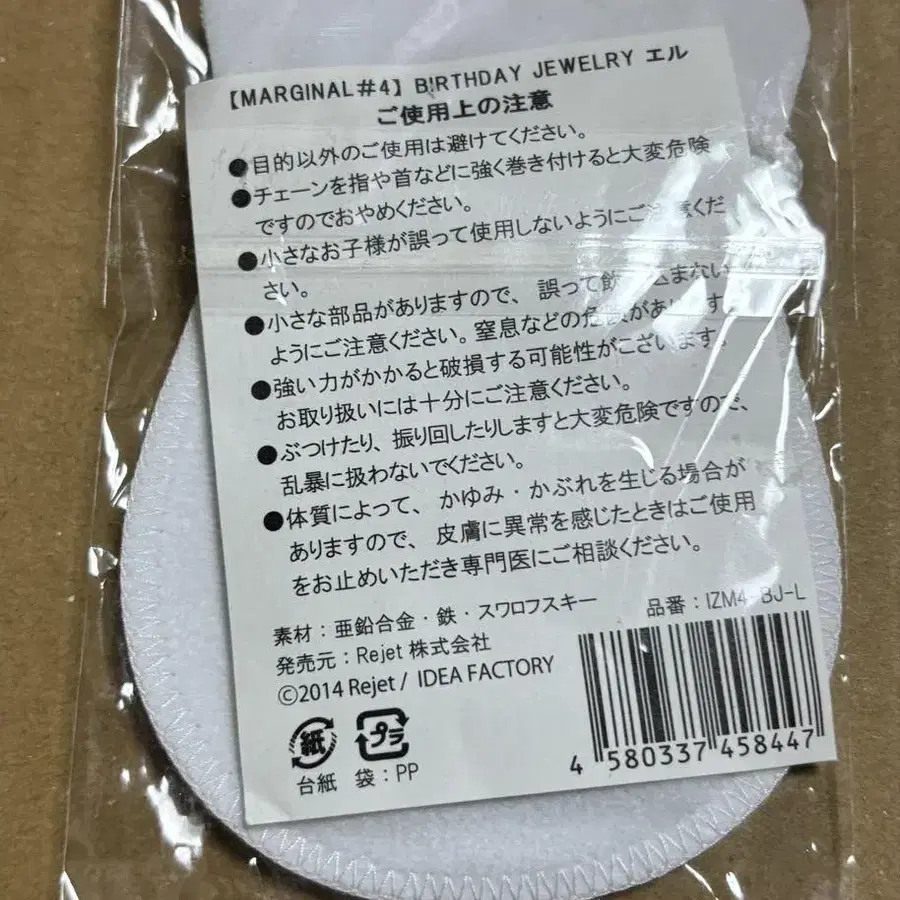 【MARGINAL#4】BIRTHDAY JEWELRY エル
ご使用上の注意
●目的以外のご使用は避けてください。
●チェーンを指や首などに強く巻き付けると大変危険
ですのでおやめください。
●小さなお子様が誤って使用しないようにご注意くだ
さい。
●小さな部品がありますので、誤って飲 込まない
ようにご注意ください。窒息などの危険があります。
●強い力がかかると破損する可能性がございます。
お取り扱いには十分にご注意ください。
●ぶつけたり、振り回したりしますと大変危険ですので、
乱暴に扱わないでください。
●体質によって、かゆみ・かぶれを生じる場合が
ありますので、皮膚に異常を感じたときはご使用
をお止めいただき専門医にご相談ください。
素材：亜鉛合金・鉄・スワロフスキー
品番：IZM4-BJ-L
発売元：Rejet 株式会社
©2014 Rejet / IDEA FACTORY
紙 プラ
台紙 袋：PP
4 580337 458447